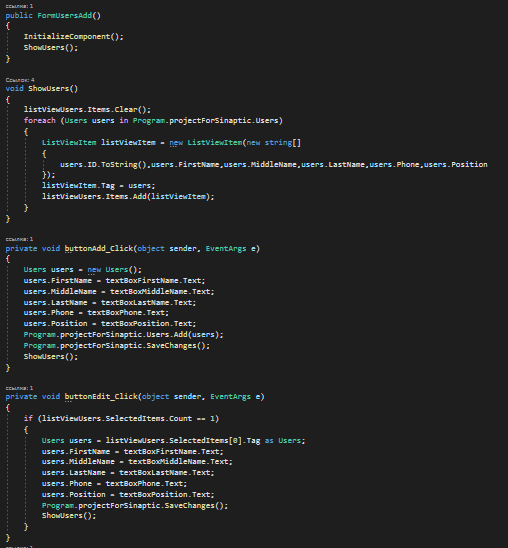 ссылка: 1
public FormUsersAdd()
{
InitializeComponent();
ShowUsers();
}
Ссылок: 4
void ShowUsers()
{
listViewUsers.Items.Clear();
foreach (Users users in Program.projectForSinaptic.Users)
{
ListViewItem listViewItem = new ListViewItem(new string[]
{
users.ID.ToString(),users.FirstName,users.MiddleName,users.LastName,users.Phone,users.Position
});
listViewItem.Tag = users;
listViewUsers.Items.Add(listViewItem);
}
}
ссылка: 1
private void buttonAdd_Click(object sender, EventArgs e)
{
Users users = new Users();
users.FirstName = textBoxFirstName.Text;
users.MiddleName = textBoxMiddleName.Text;
users.LastName = textBoxLastName.Text;
users.Phone = textBoxPhone.Text;
users.Position = textBoxPosition.Text;
Program.projectForSinaptic.Users.Add(users);
Program.projectForSinaptic.SaveChanges();
ShowUsers();
}
ссылка: 1
private void buttonEdit_Click(object sender, EventArgs e)
{
if (listViewUsers.SelectedItems.Count == 1)
{
Users users = listViewUsers.SelectedItems[0].Tag as Users;
users.FirstName = textBoxFirstName.Text;
users.MiddleName = textBoxMiddleName.Text;
users.LastName = textBoxLastName.Text;
users.Phone = textBoxPhone.Text;
users.Position = textBoxPosition.Text;
Program.projectForSinaptic.SaveChanges();
ShowUsers();
}
}